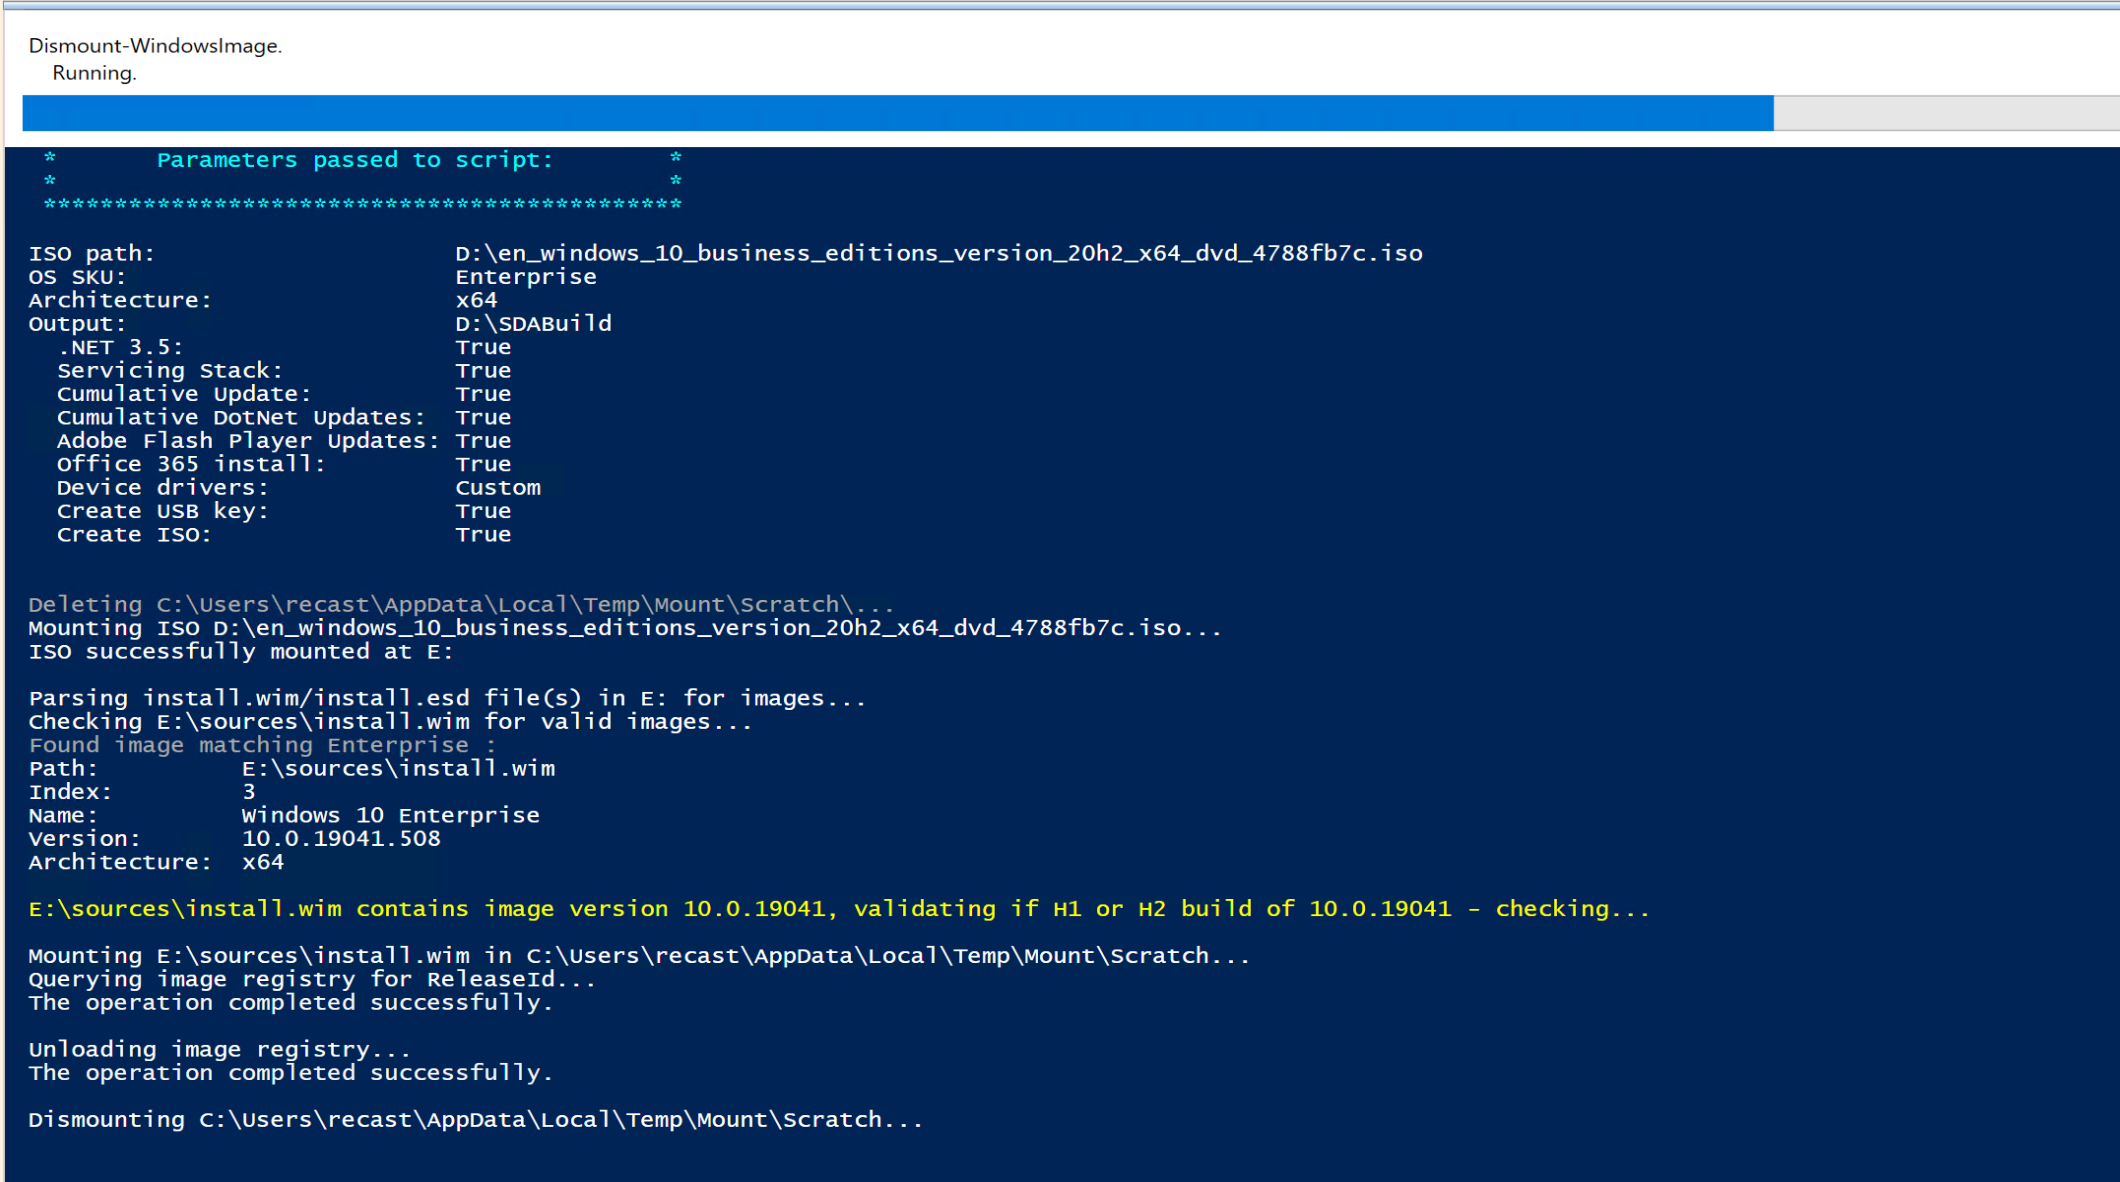 Dismount-WindowsImage.
Running.
* Parameters passed to script: *
* *
*********************************************
ISO path: D:\en_windows_10_business_editions_version_20h2_x64_dvd_4788fb7c.iso
OS SKU: Enterprise
Architecture: x64
Output: D:\SDABuild
.NET 3.5: True
Servicing Stack: True
Cumulative Update: True
Cumulative DotNet Updates: True
Adobe Flash Player Updates: True
Office 365 install: True
Device drivers: Custom
Create USB key: True
Create ISO: True
Deleting C:\Users\recast\AppData\Local\Temp\Mount\Scratch\...
Mounting ISO D:\en_windows_10_business_editions_version_20h2_x64_dvd_4788fb7c.iso...
ISO successfully mounted at E:
Parsing install.wim/install.esd file(s) in E: for images...
Checking E:\sources\install.wim for valid images...
Found image matching Enterprise :
Path: E:\sources\install.wim
Index: 3
Name: Windows 10 Enterprise
Version: 10.0.19041.508
Architecture: x64
E:\sources\install.wim contains image version 10.0.19041, validating if H1 or H2 build of 10.0.19041 - checking...
Mounting E:\sources\install.wim in C:\Users\recast\AppData\Local\Temp\Mount\Scratch...
Querying image registry for ReleaseId...
The operation completed successfully.
Unloading image registry...
The operation completed successfully.
Dismounting C:\Users\recast\AppData\Local\Temp\Mount\Scratch...